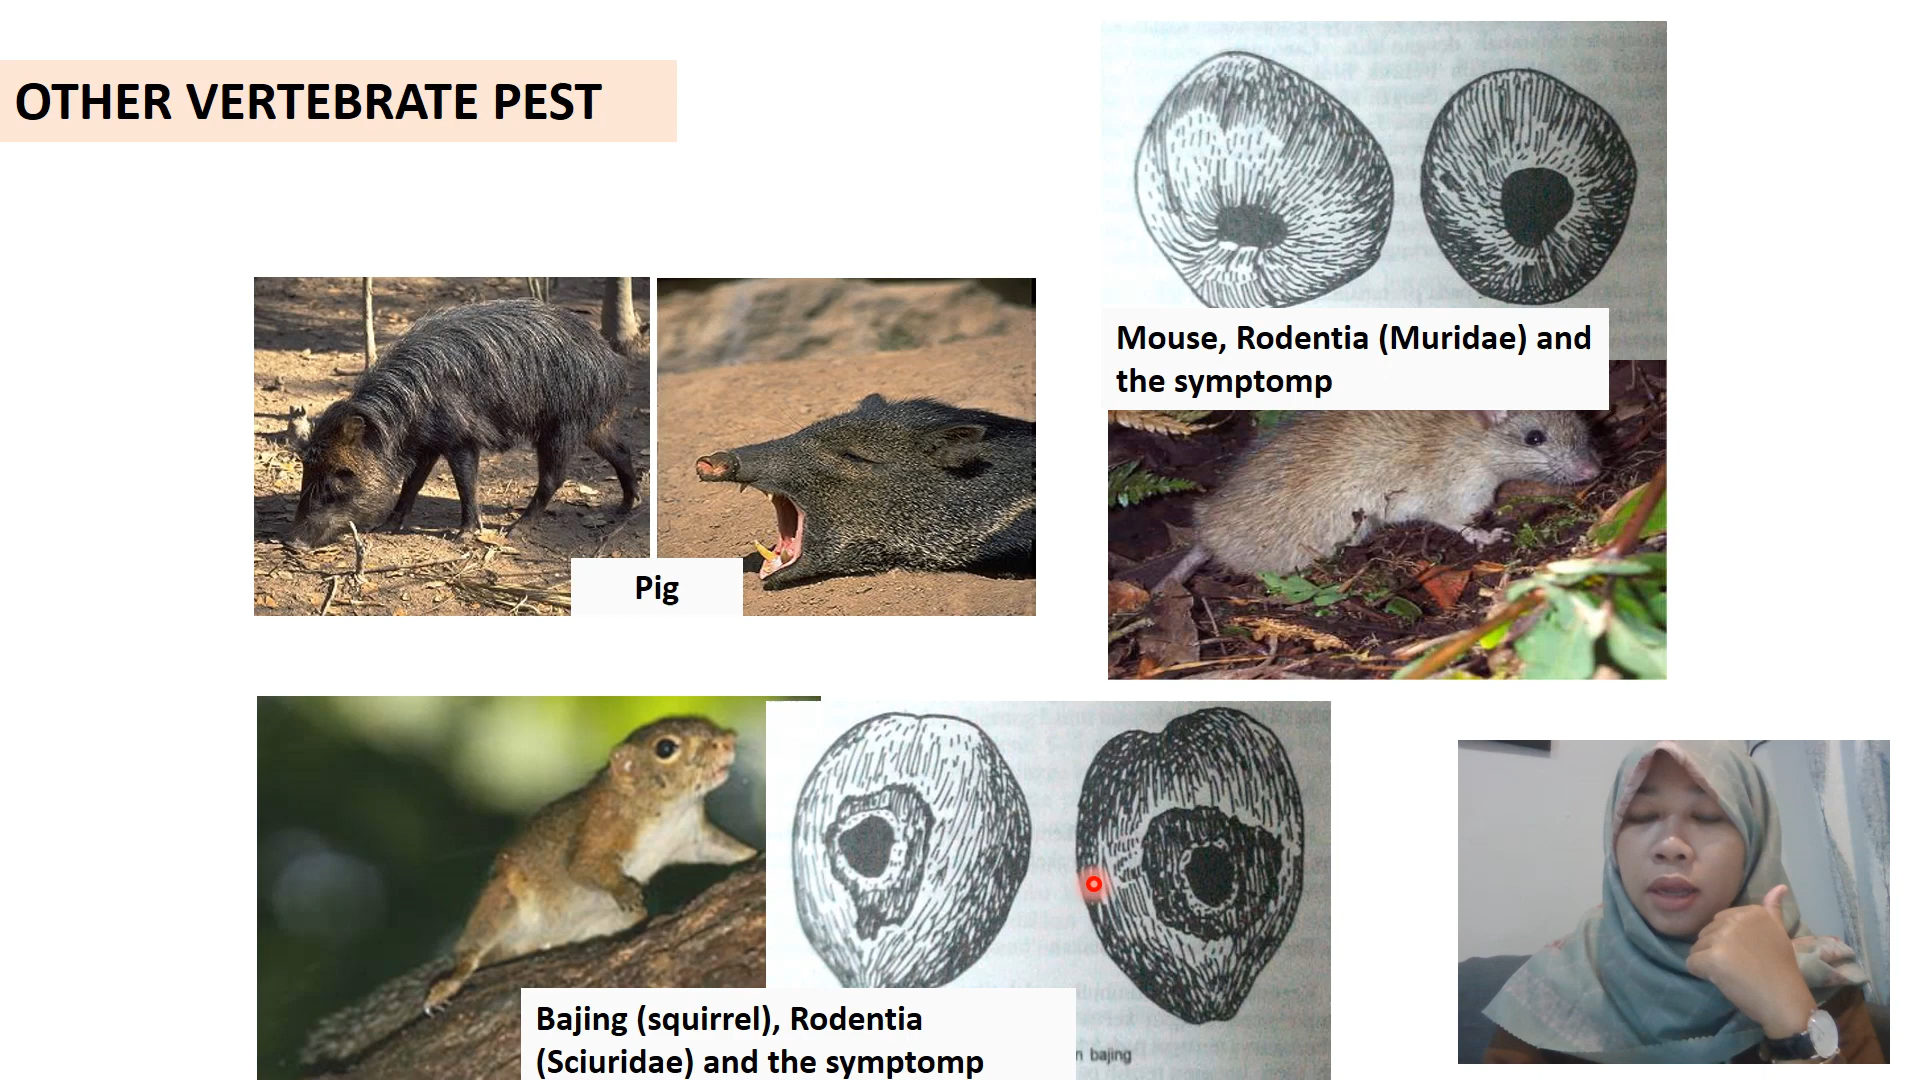 OTHER VERTEBRATE PEST
Mouse, Rodentia (Muridae) and
the symptomp
Pig
Bajing (squirrel), Rodentia
(Sciuridae) and the symptomp
bajing